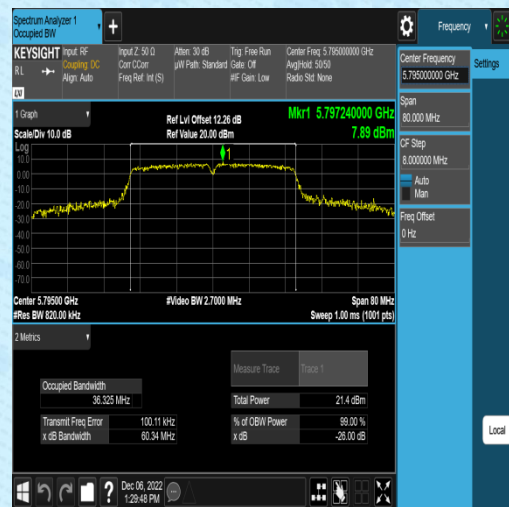 Spectrum Analyzer 1
Occupied BW
+
Frequency
KEYSIGHT
Input: RF
Input Z: 50 Ω
Atten: 30 dB
Trig: Free Run
Center Freq: 5.795000000 GHz
RL
Coupling: DC
Corr CCorr
µW Path: Standard
Gate: Off
Avg|Hold: 50/50
Align: Auto
Freq Ref: Int (S)
#IF Gain: Low
Radio Std: None
LXI
1 Graph
Scale/Div 10.0 dB
Ref Lvl Offset 12.26 dB
Ref Value 20.00 dBm
Mkr1 5.797240000 GHz
7.89 dBm
Log
10.0
0.00
-10.0
-20.0
-30.0
-40.0
-50.0
-60.0
-70.0
1
Center 5.79500 GHz
#Video BW 2.7000 MHz
Span 80 MHz
#Res BW 820.00 kHz
Sweep 1.00 ms (1001 pts)
2 Metrics
Measure Trace
Trace 1
Occupied Bandwidth
36.325 MHz
Total Power
21.4 dBm
Transmit Freq Error
100.11 kHz
% of OBW Power
99.00 %
x dB Bandwidth
60.34 MHz
x dB
-26.00 dB
?
Dec 06, 2022
1:29:48 PM
Center Frequency
5.795000000 GHz
Settings
Span
80.000 MHz
CF Step
8.000000 MHz
Auto
Man
Freq Offset
0 Hz
Local